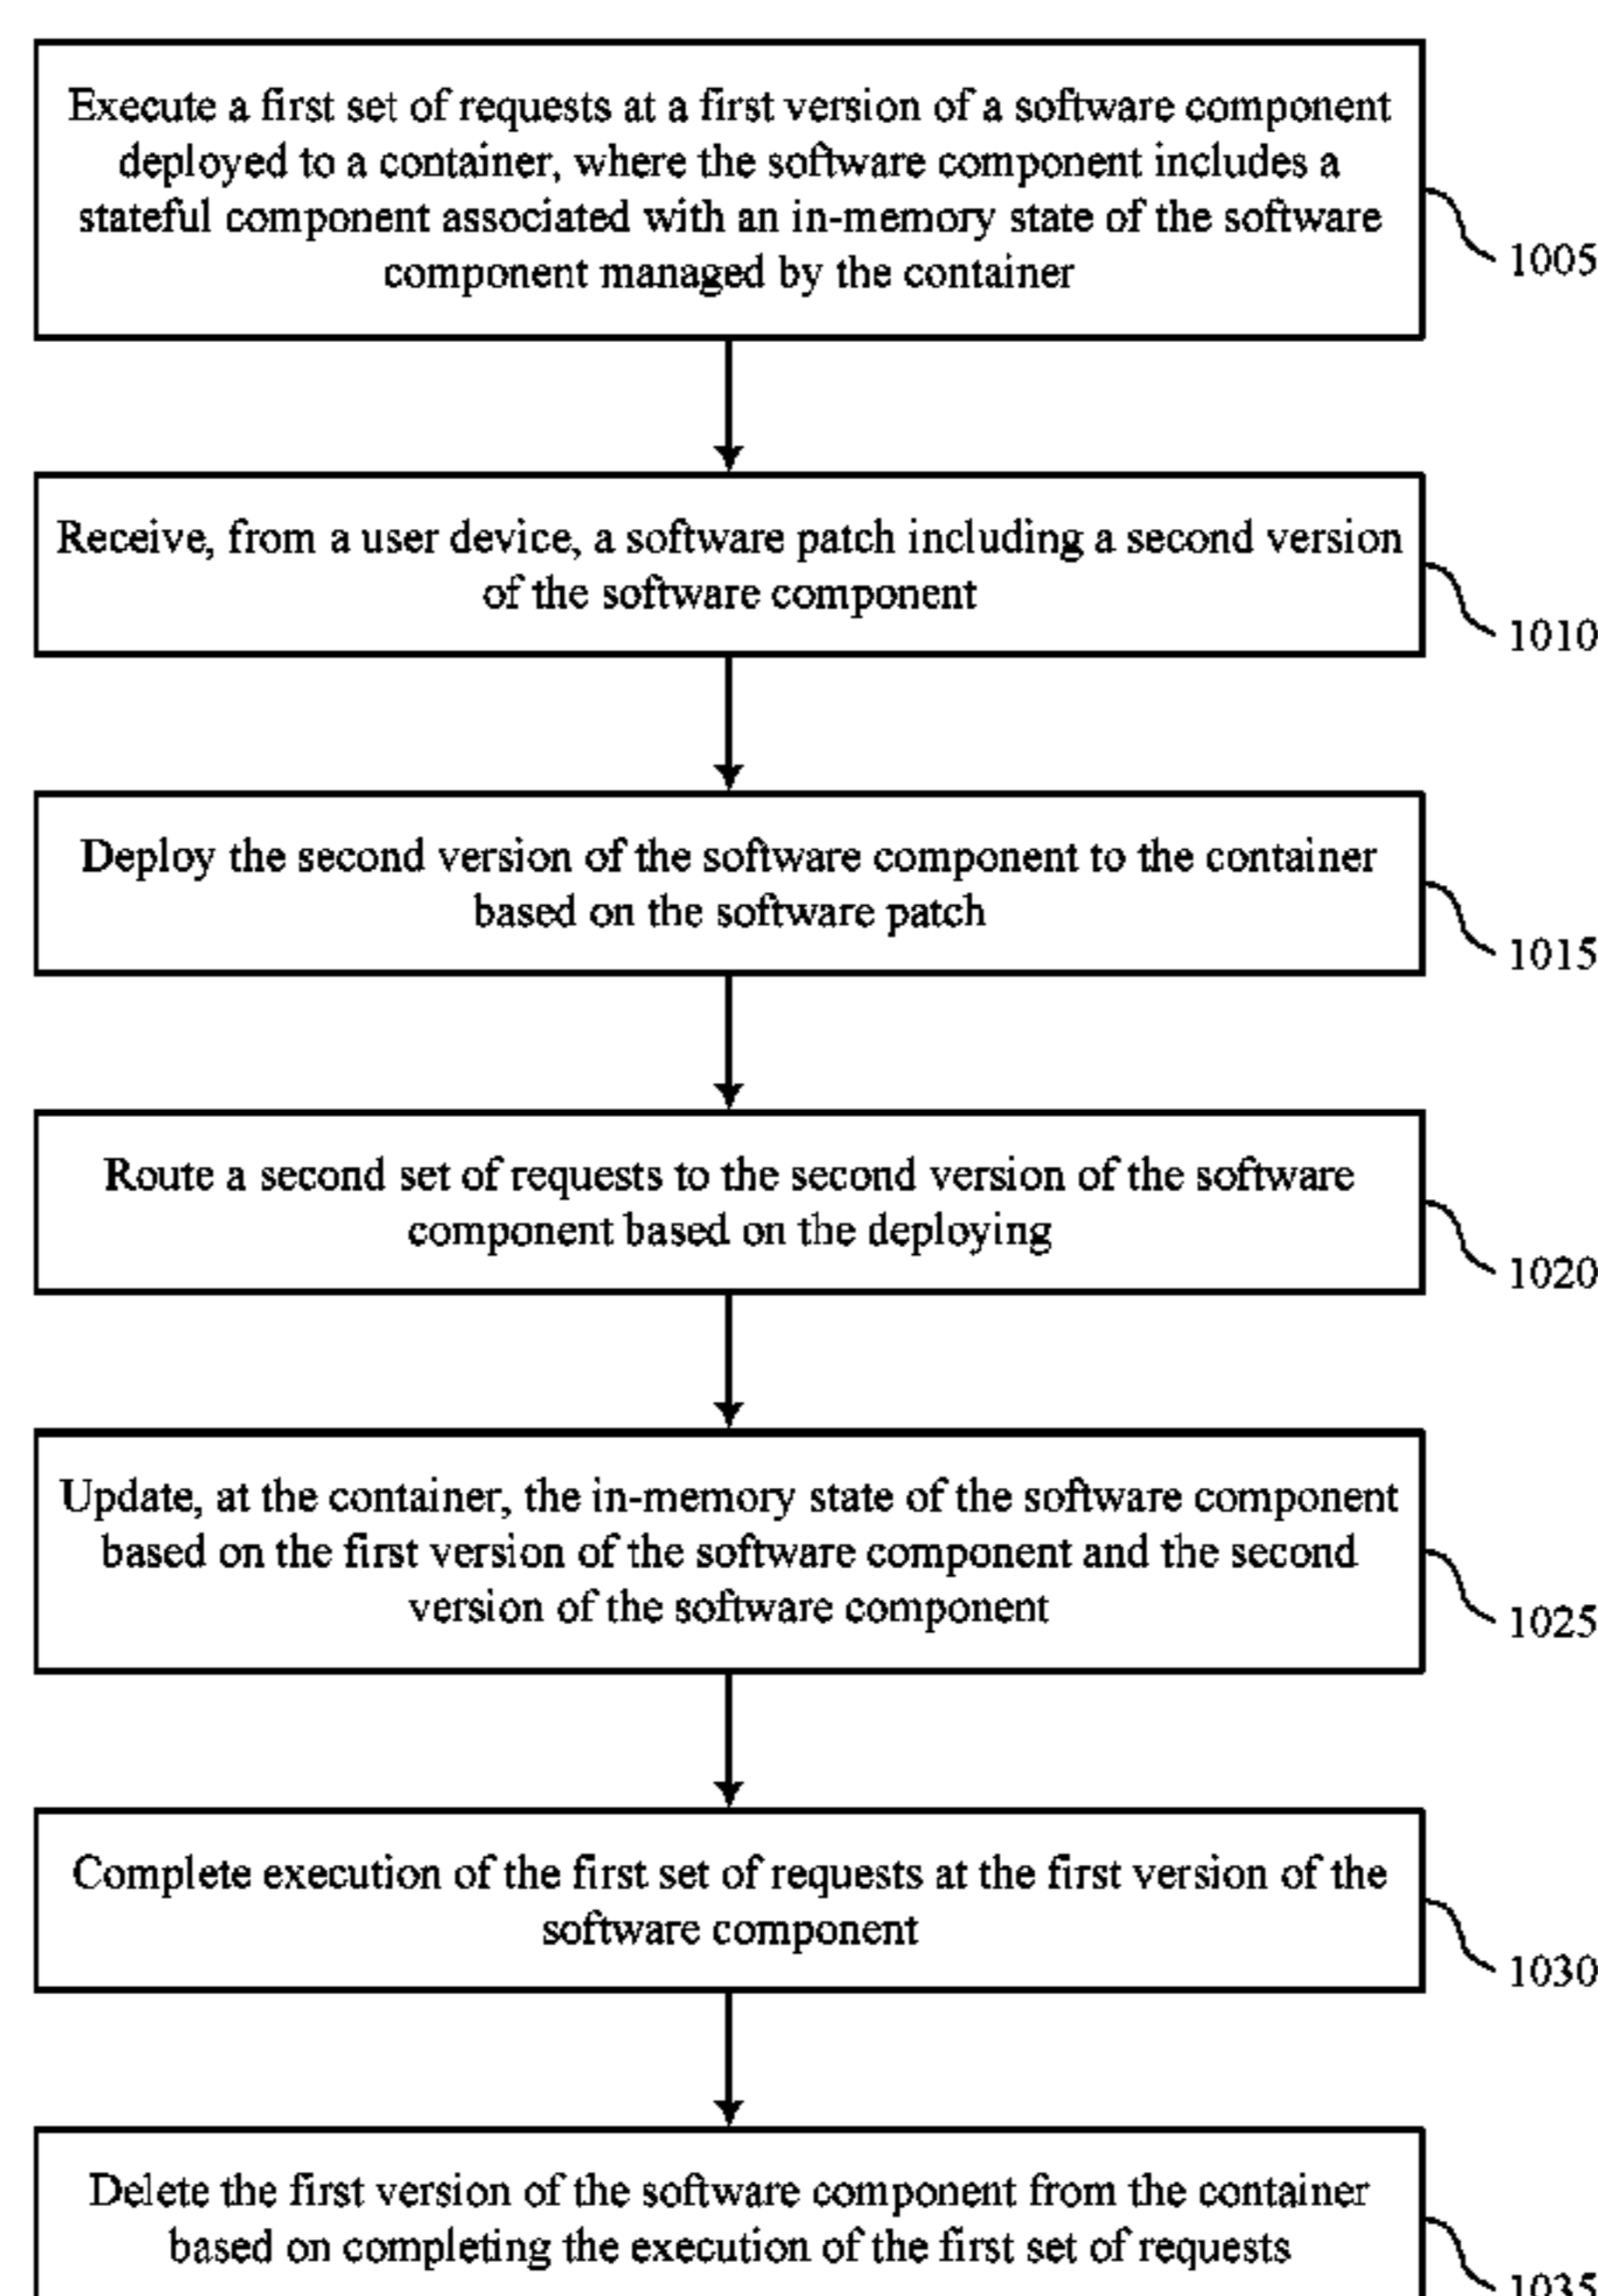 Execute a first set of requests at a first version of a software component
deployed to a container, where the software component includes a
stateful component associated with an in-memory state of the software
component managed by the container
1005
Receive, from a user device, a software patch including a second version
of the software component
1010
Deploy the second version of the software component to the container
based on the software patch
1015
Route a second set of requests to the second version of the software
component based on the deploying
1020
Update, at the container, the in-memory state of the software component
based on the first version of the software component and the second
version of the software component
1025
Complete execution of the first set of requests at the first version of the
software component
1030
Delete the first version of the software component from the container
based on completing the execution of the first set of requests
1035